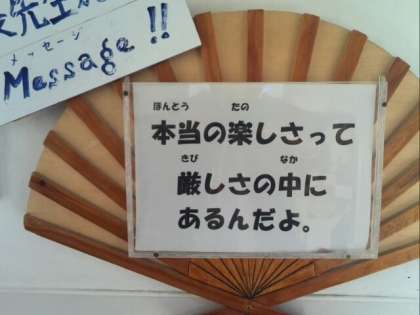 メッセージ
Message!!
ほんとう たの
本当の楽しさって
きび なか
厳しさの中に
あるんだよ。